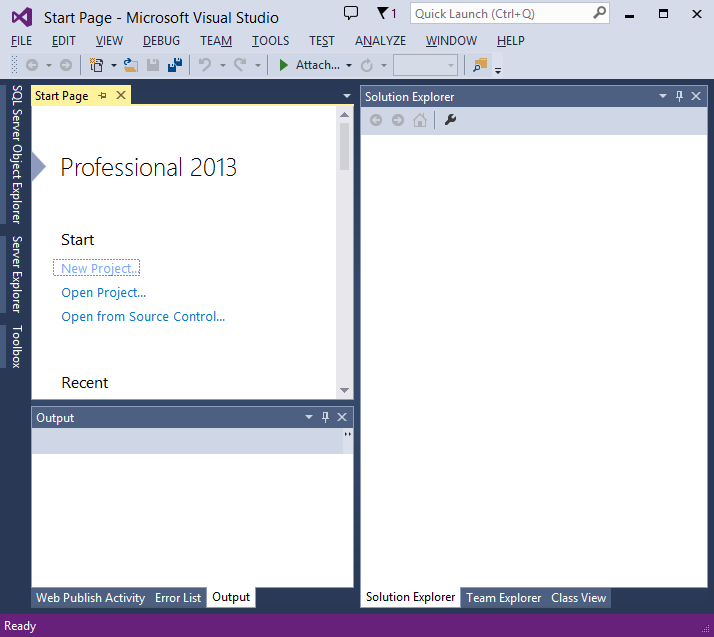 Start Page - Microsoft Visual Studio
1
Quick Launch (Ctrl+Q)
FILE EDIT VIEW DEBUG TEAM TOOLS TEST ANALYZE WINDOW HELP
Attach...
SQL Server Object Explorer
Server Explorer
Toolbox
Start Page
Professional 2013
Start
New Project...
Open Project...
Open from Source Control...
Recent
Output
Web Publish Activity Error List Output
Solution Explorer
Solution Explorer Team Explorer Class View
Ready